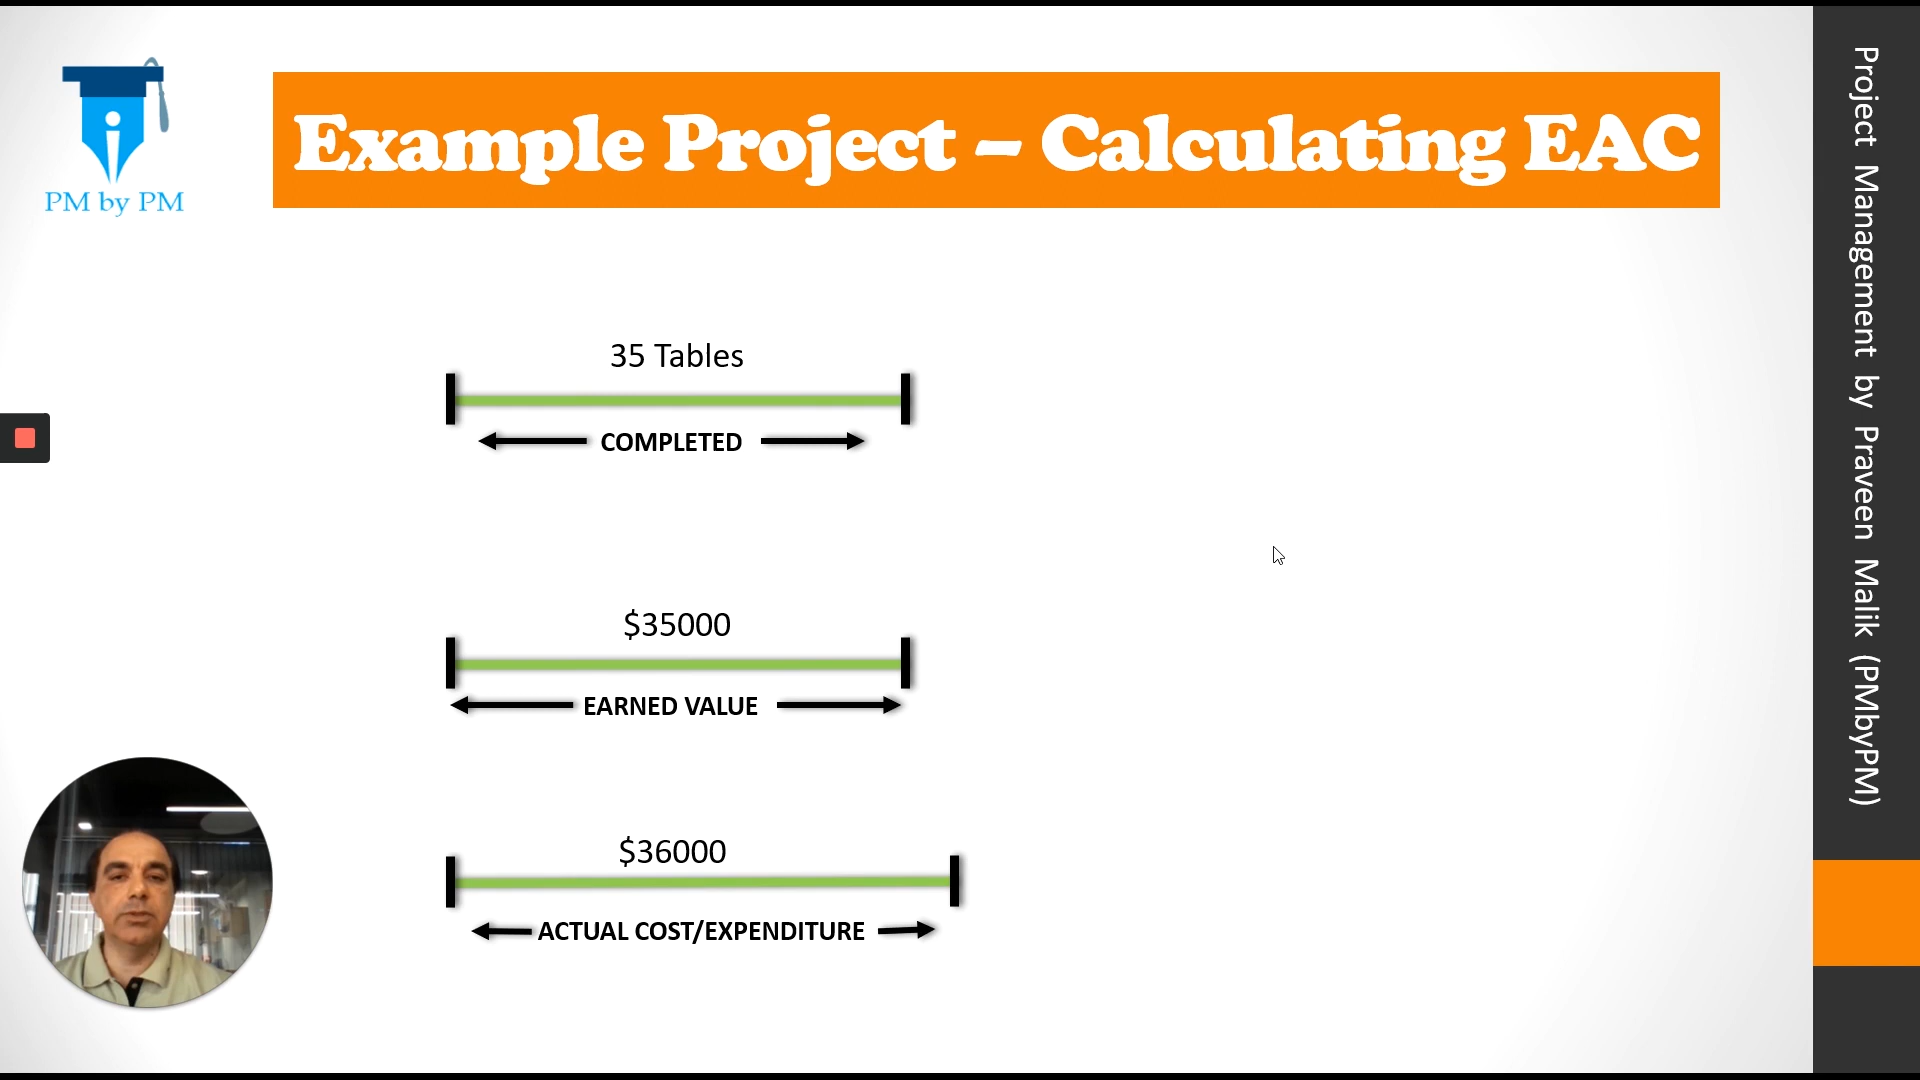 PM by PM
Example Project – Calculating EAC
35 Tables
COMPLETED
$35000
EARNED VALUE
$36000
ACTUAL COST/EXPENDITURE
Project Management by Praveen Malik (PMbyPM)